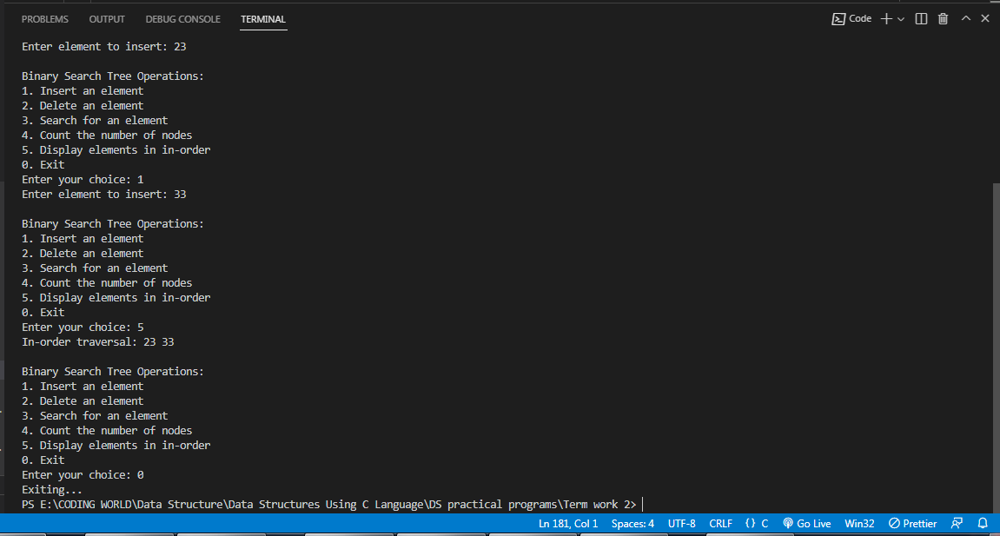 PROBLEMS OUTPUT DEBUG CONSOLE TERMINAL Code
Enter element to insert: 23
Binary Search Tree Operations:
1. Insert an element
2. Delete an element
3. Search for an element
4. Count the number of nodes
5. Display elements in in-order
0. Exit
Enter your choice: 1
Enter element to insert: 33
Binary Search Tree Operations:
1. Insert an element
2. Delete an element
3. Search for an element
4. Count the number of nodes
5. Display elements in in-order
0. Exit
Enter your choice: 5
In-order traversal: 23 33
Binary Search Tree Operations:
1. Insert an element
2. Delete an element
3. Search for an element
4. Count the number of nodes
5. Display elements in in-order
0. Exit
Enter your choice: 0
Exiting...
PS E:\CODING WORLD\Data Structure\Data Structures Using C Language\DS practical programs\Term work 2>
Ln 181, Col 1 Spaces: 4 UTF-8 CRLF {} C Go Live Win32 Prettier